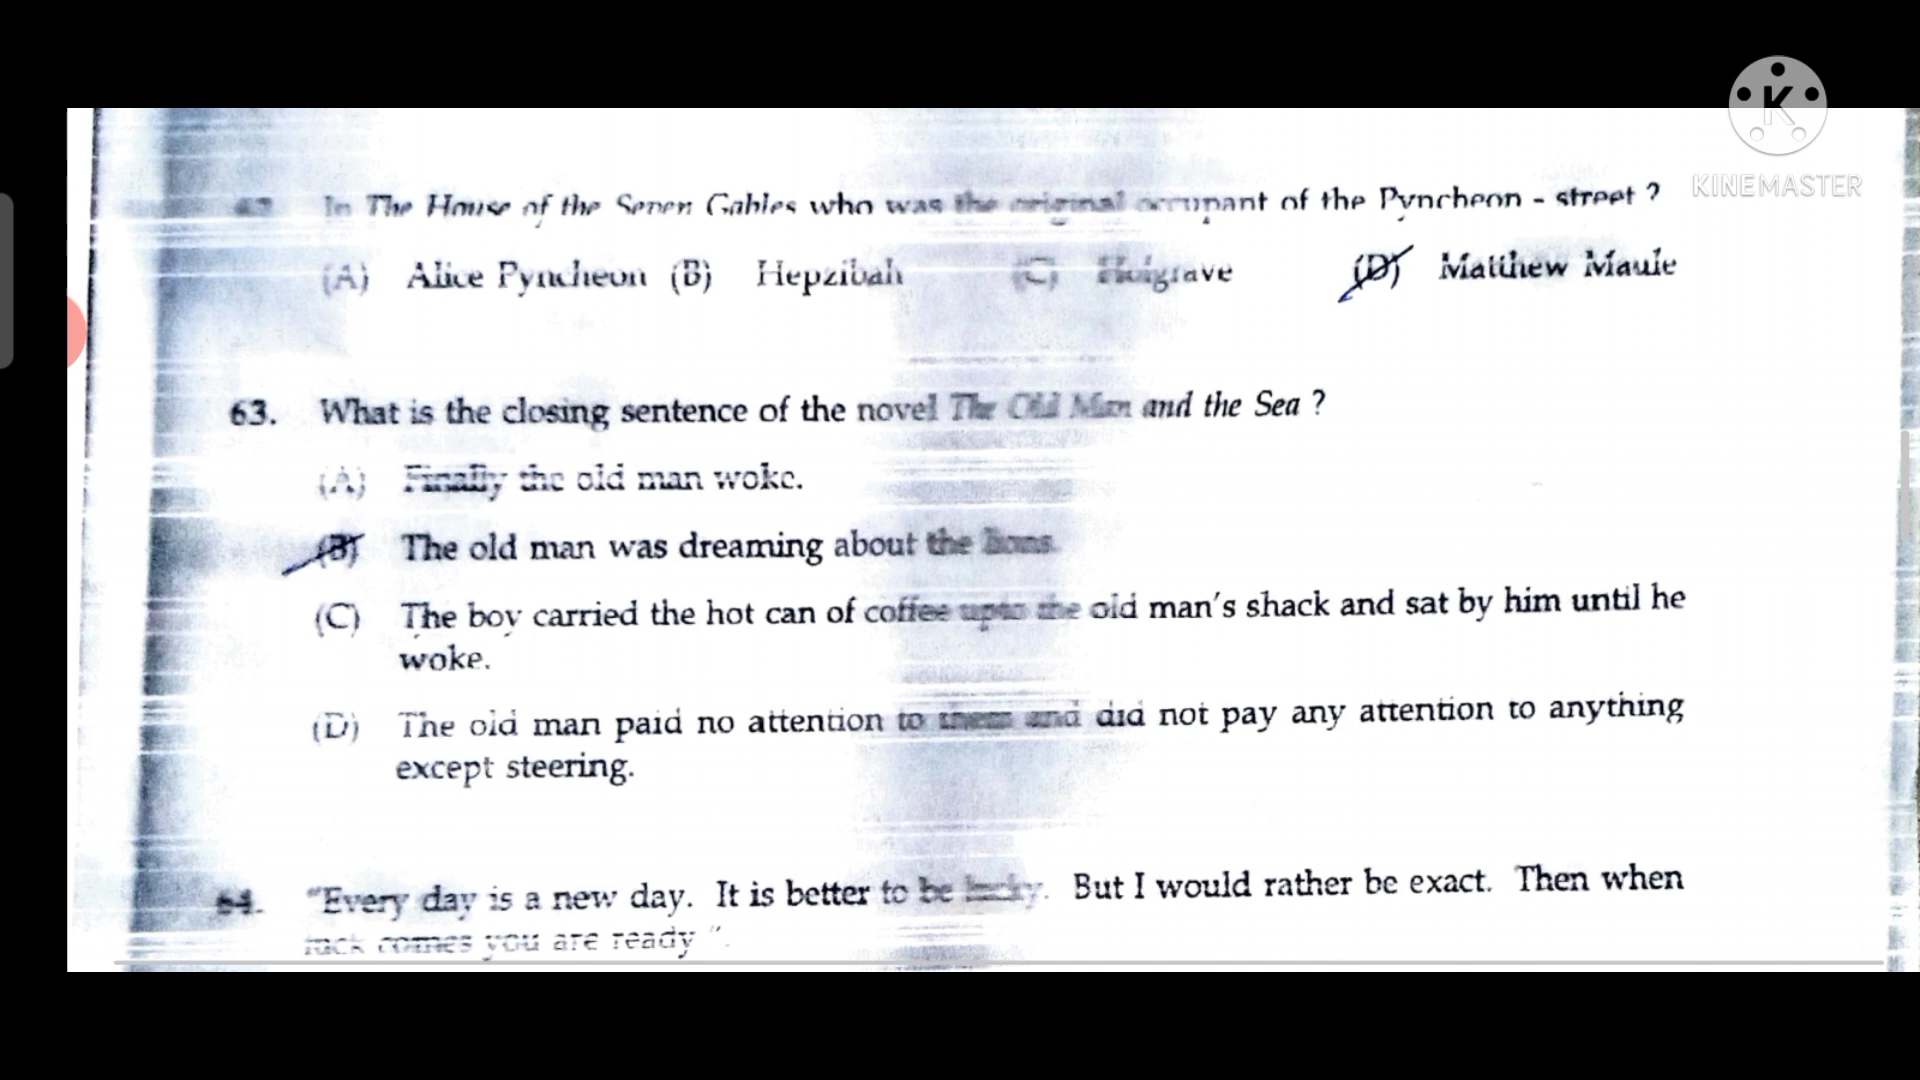 K
KINEMASTER
In The House of the Seven Gables who was the original occupant of the Pyncheon - street ?
(A) Alice Pyncheon (B) Hepzibah (C) Holgrave (D) Matthew Maule
63. What is the closing sentence of the novel The Old Man and the Sea ?
(A) Finally the old man woke.
(B) The old man was dreaming about the lions.
(C) The boy carried the hot can of coffee upto the old man's shack and sat by him until he
woke.
(D) The old man paid no attention to them and did not pay any attention to anything
except steering.
64. "Every day is a new day. It is better to be lucky. But I would rather be exact. Then when
luck comes you are ready ".